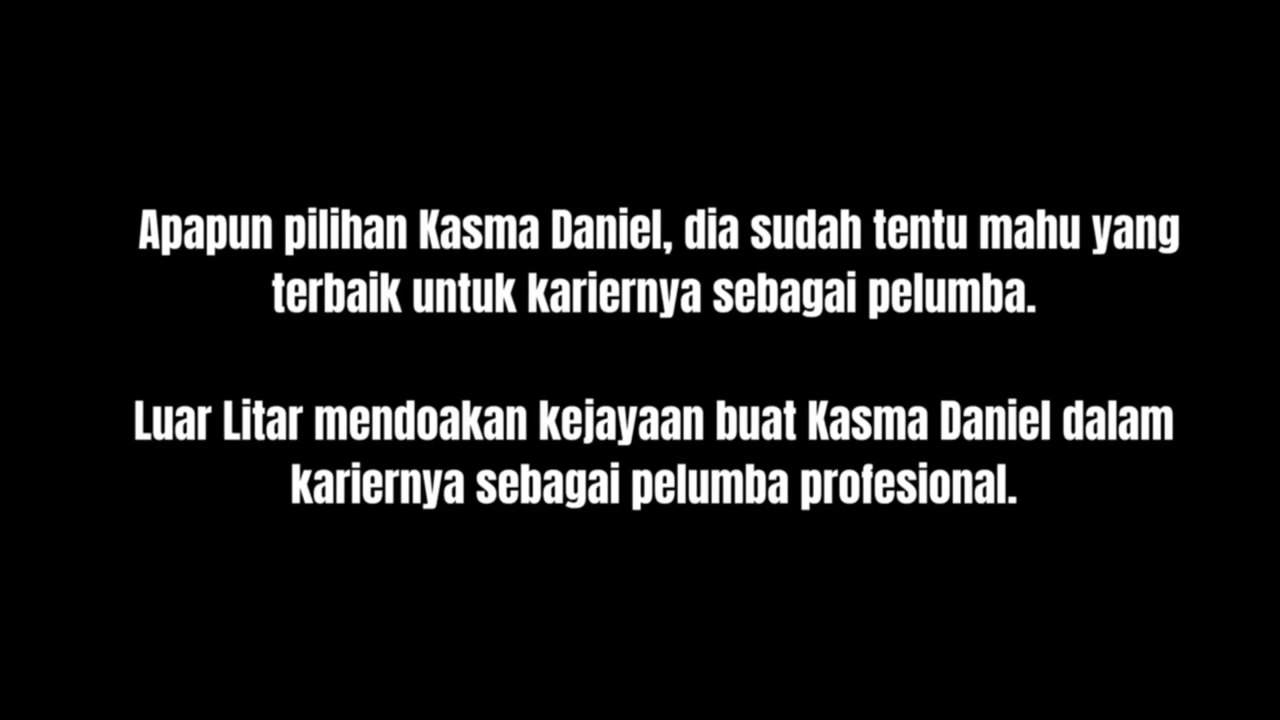 Apapun pilihan Kasma Daniel, dia sudah tentu mahu yang
terbaik untuk kariernya sebagai pelumba.
Luar Litar mendoakan kejayaan buat Kasma Daniel dalam
kariernya sebagai pelumba profesional.